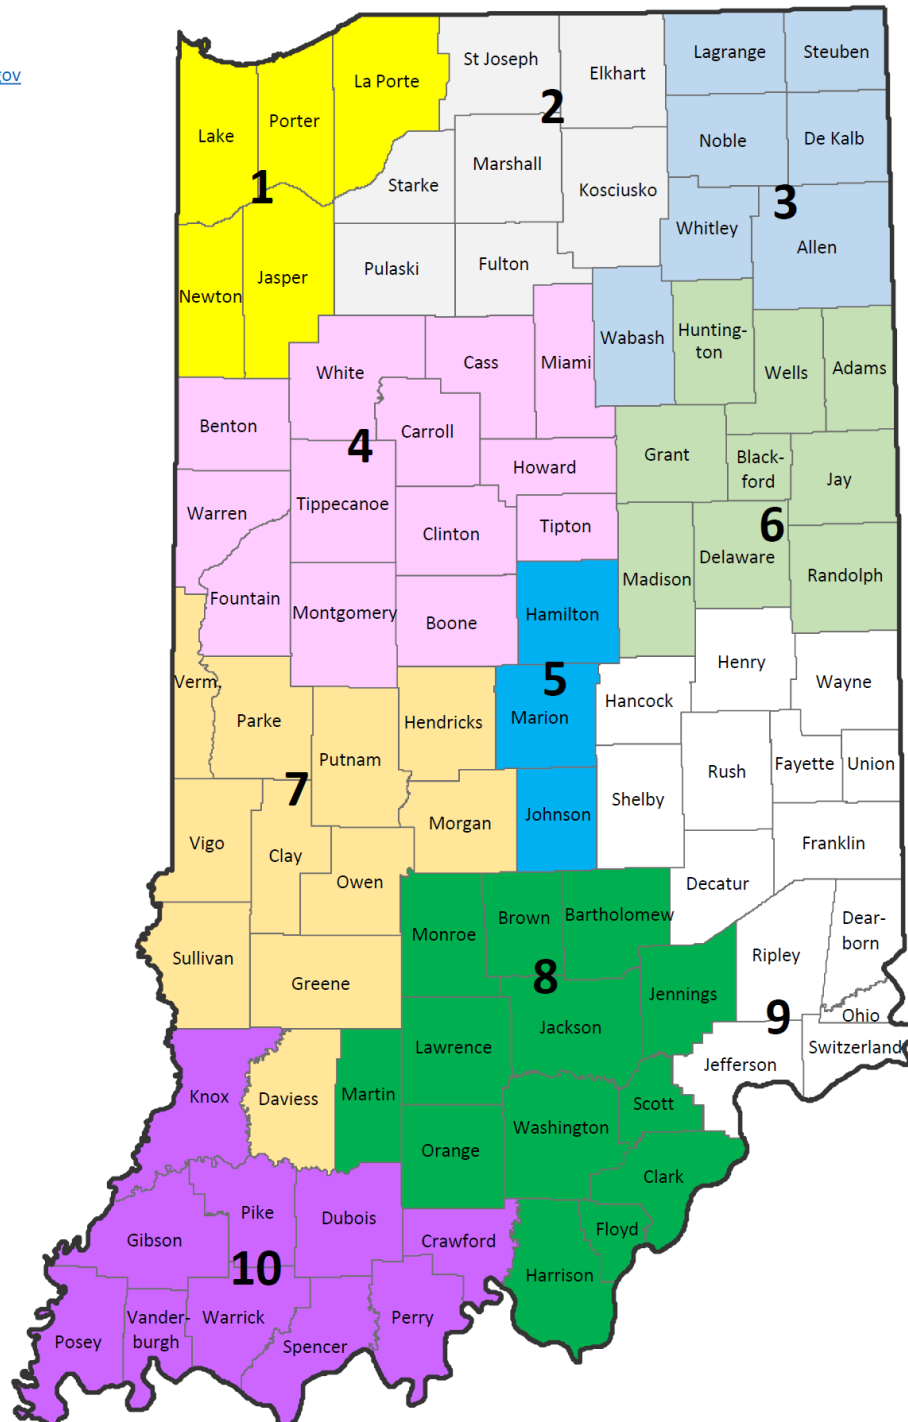 gov
Lagrange
Steuben
St Joseph
Elkhart
La Porte
2
Porter
Lake
Noble
De Kalb
Marshall
Starke
Kosciusko
1
3
Whitley
Allen
Pulaski
Fulton
Jasper
Newton
Hunting-
ton
Wabash
White
Cass
Miami
Wells
Adams
Benton
Carroll
4
Howard
Grant
Black-
ford
Jay
Warren
Tippecanoe
Clinton
Tipton
6
Delaware
Madison
Randolph
Fountain
Montgomery
Boone
Hamilton
Henry
Verm.
5
Wayne
Hancock
Parke
Hendricks
Marion
Putnam
Rush
Fayette
Union
7
Shelby
Vigo
Clay
Morgan
Johnson
Franklin
Owen
Decatur
Monroe
Brown
Bartholomew
Dear-
born
Sullivan
Greene
8
Ripley
Jennings
Jackson
9
Ohio
Lawrence
Switzerland
Jefferson
Knox
Daviess
Martin
Scott
Washington
Orange
Clark
Pike
Dubois
Gibson
Crawford
Floyd
10
Harrison
Posey
Vander-
burgh
Warrick
Spencer
Perry